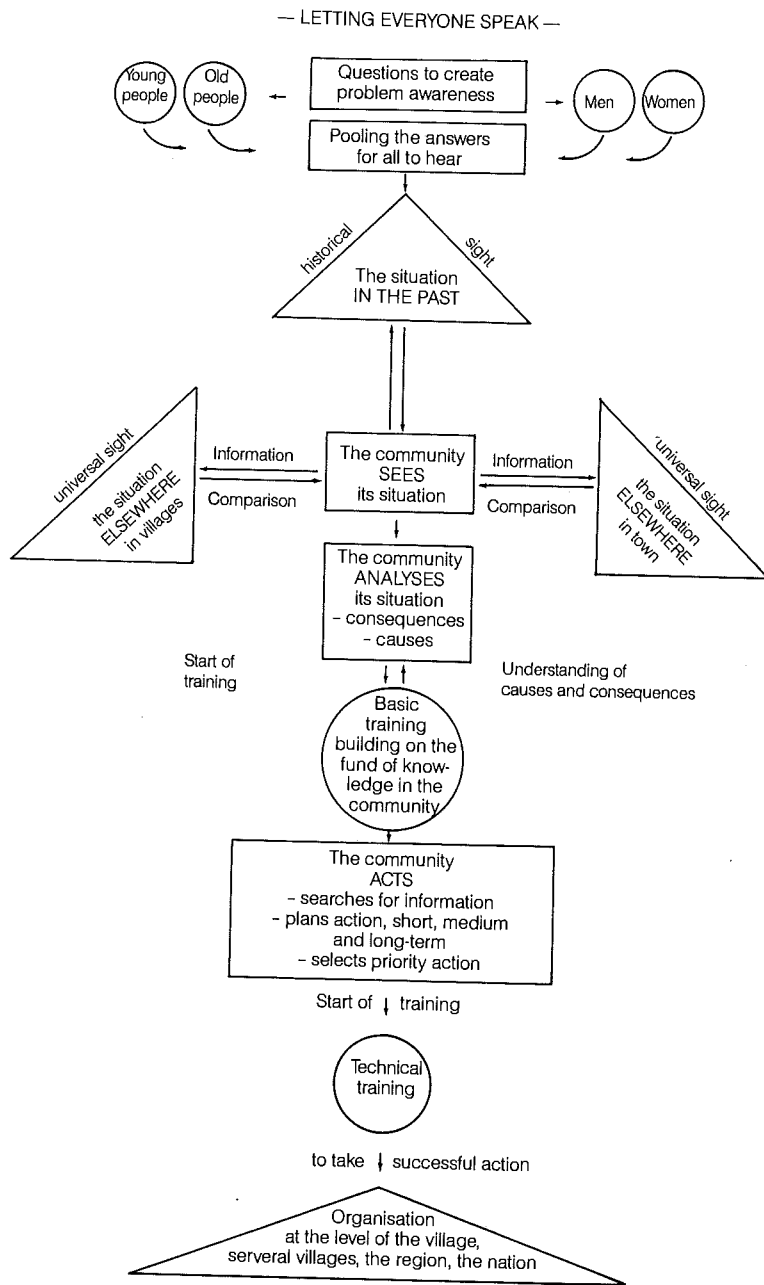 — LETTING EVERYONE SPEAK —
Young
people
Old
people
Questions to create
problem awareness
Men
Women
Pooling the answers
for all to hear
historical
sight
The situation
IN THE PAST
universal sight
the situation
ELSEWHERE
in villages
Information
Comparison
The community
SEES
its situation
Information
Comparison
universal sight
the situation
ELSEWHERE
in town
The community
ANALYSES
its situation
– consequences
– causes
Start of
training
Understanding of
causes and consequences
Basic
training
building on the
fund of know-
ledge in the
community
The community
ACTS
– searches for information
– plans action, short, medium
and long-term
– selects priority action
Start of training
Technical
training
to take successful action
Organisation
at the level of the village,
serveral villages, the region, the nation